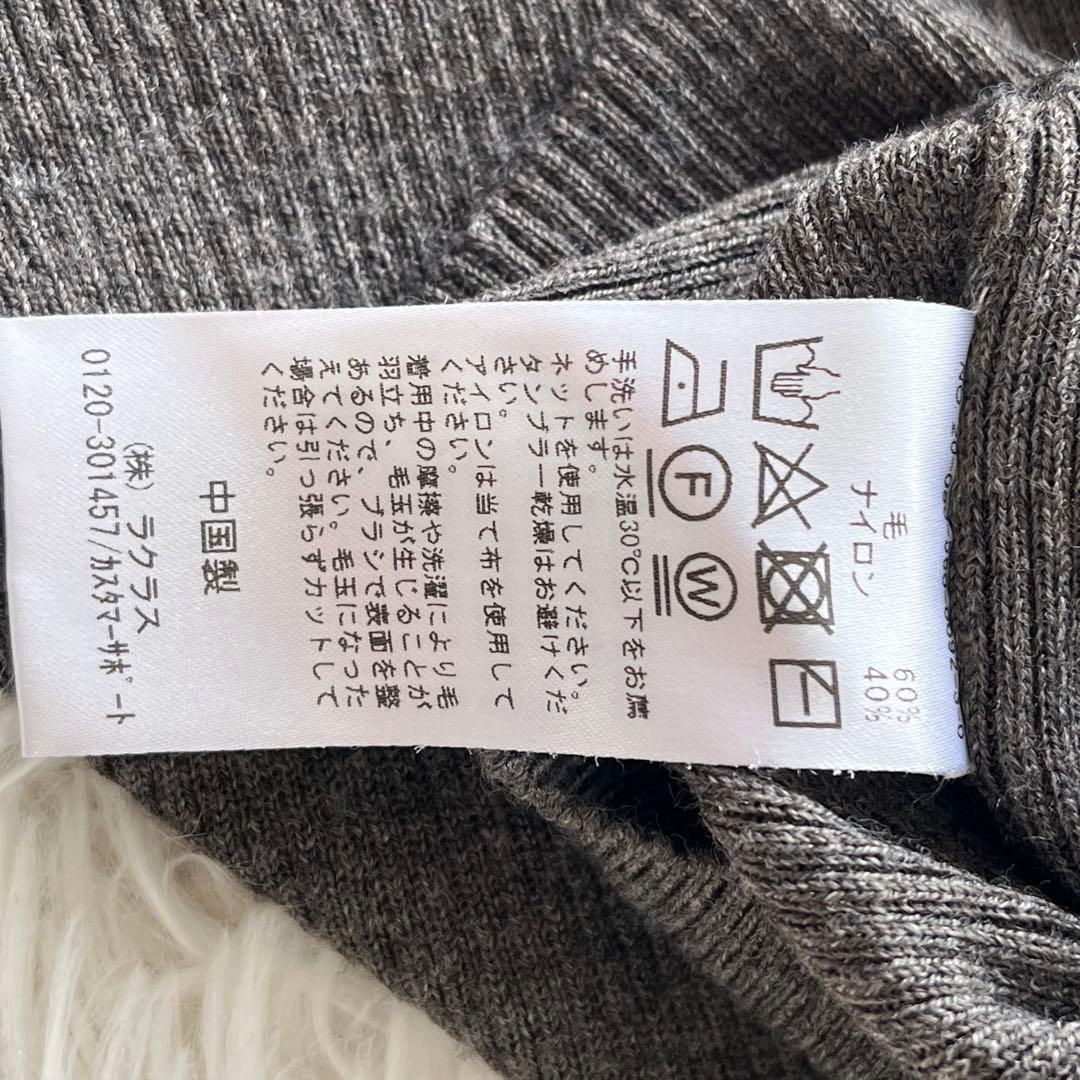 毛 60%
ナイロン 40%
F
W
手洗いは水温30℃以下をお薦
めします。
ネットを使用してください。
タンブラー乾燥はお避けくだ
さい。
アイロンは当て布を使用して
ください。
着用中の摩擦や洗濯により毛
羽立ち、毛玉が生じることが
あるので、ブラシで表面を整
えてください。毛玉になった
場合は引っ張らずカットして
ください。
中国製
(株)ラクラス
0120-301457/カスタマーサポート